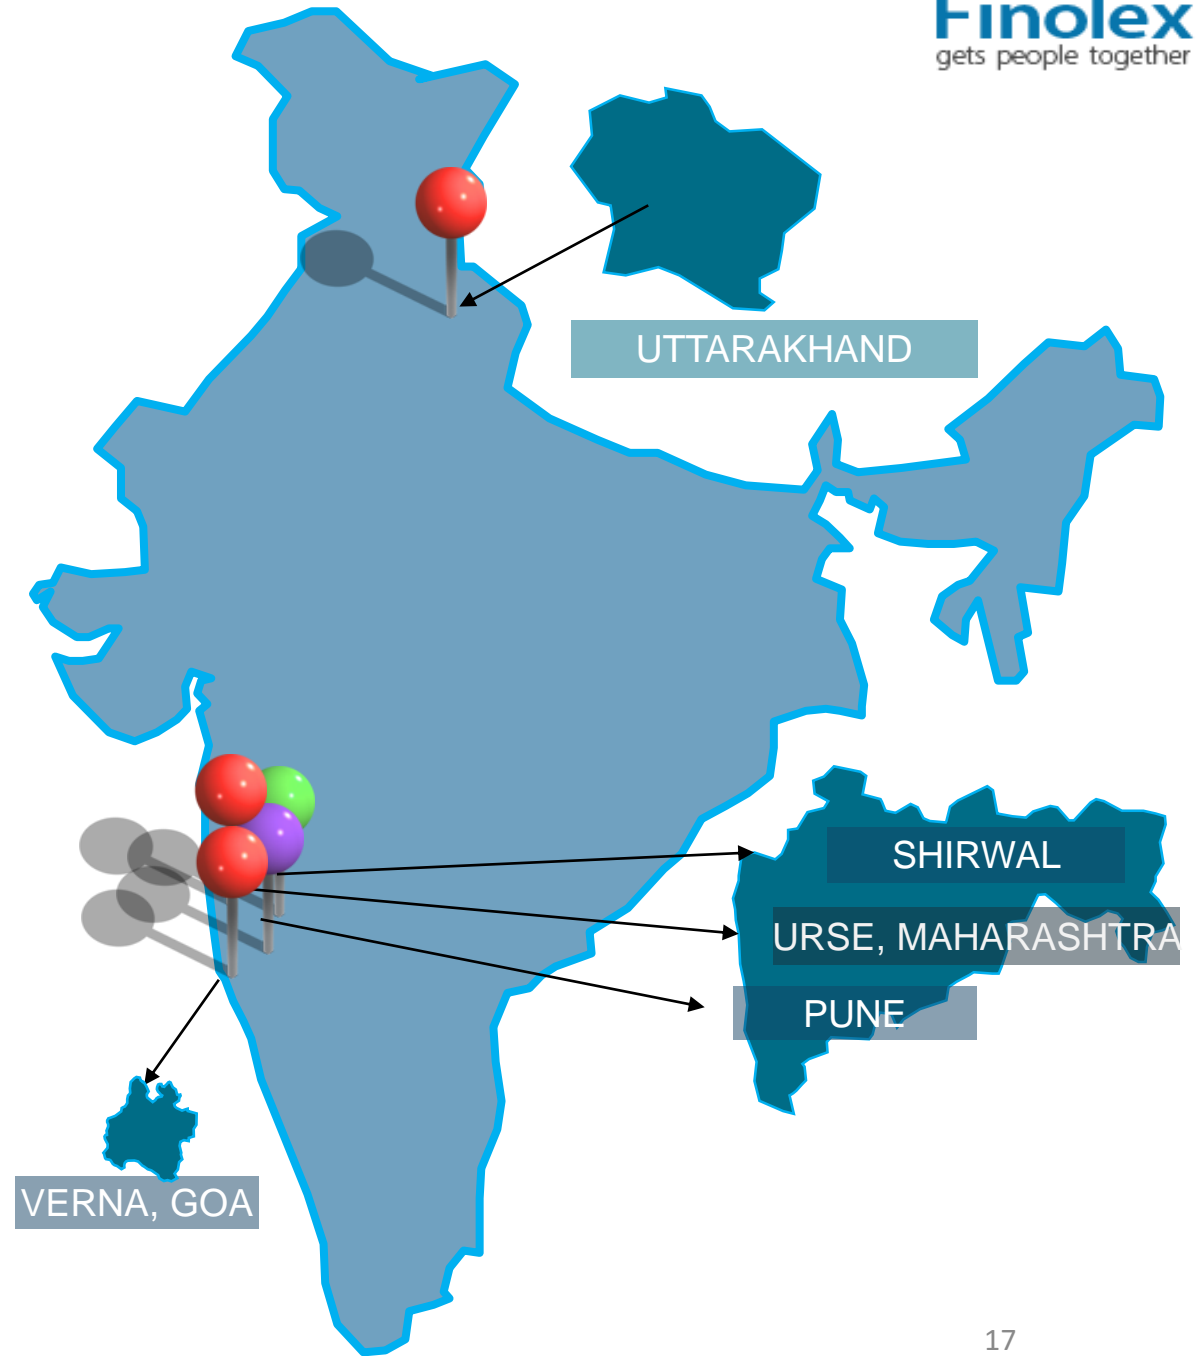 Finolex
gets people together
UTTARAKHAND
SHIRWAL
URSE, MAHARASHTRA
PUNE
VERNA, GOA
17